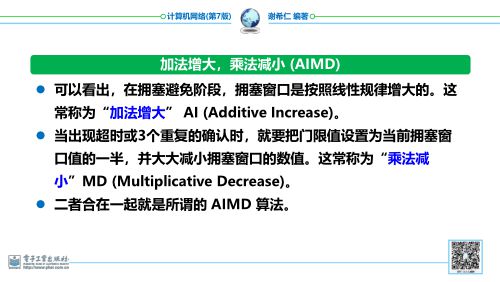 计算机网络(第7版)
谢希仁 编著
加法增大，乘法减小 (AIMD)
可以看出，在拥塞避免阶段，拥塞窗口是按照线性规律增大的。这
常称为“加法增大” AI (Additive Increase)。
当出现超时或3个重复的确认时，就要把门限值设置为当前拥塞窗
口值的一半，并大大减小拥塞窗口的数值。这常称为“乘法减
小”MD (Multiplicative Decrease)。
二者合在一起就是所谓的 AIMD 算法。
电子工业出版社
http://www.phei.com.cn